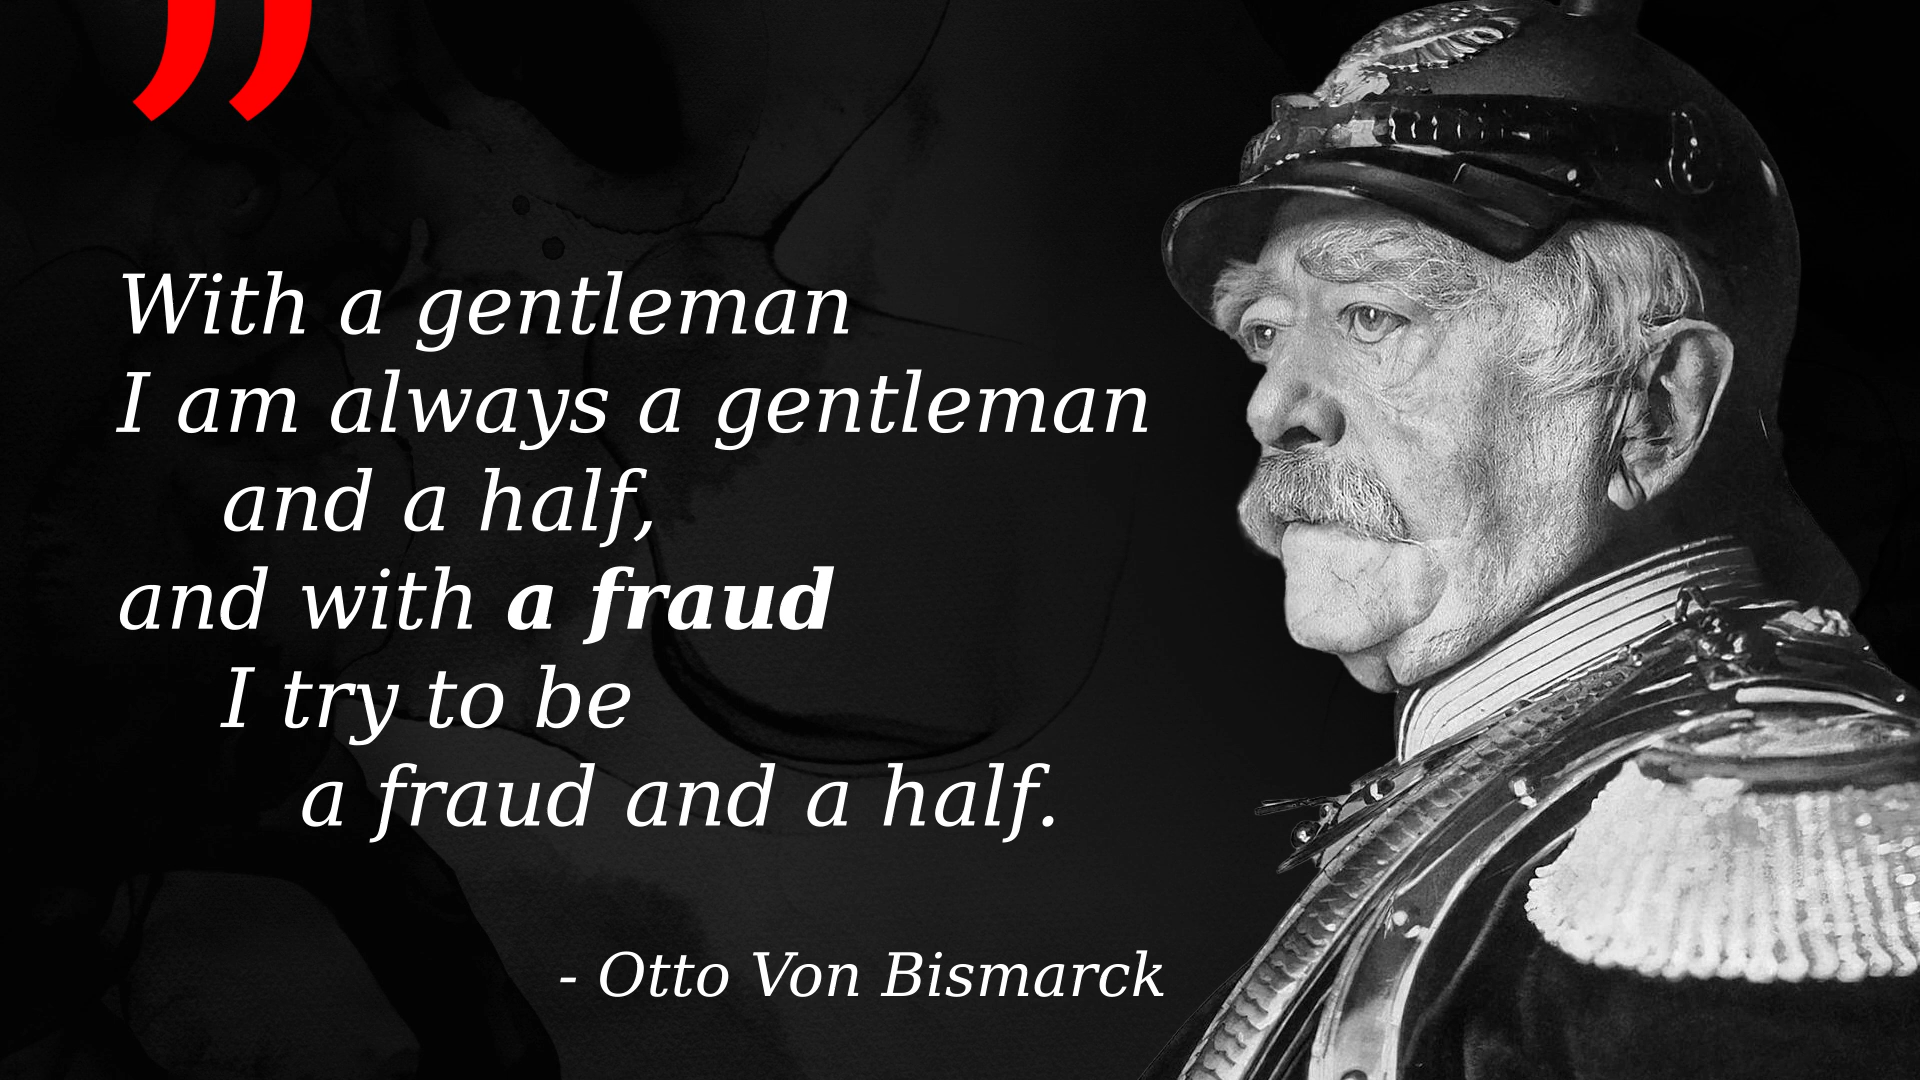 ”
With a gentleman
I am always a gentleman
and a half,
and with a fraud
I try to be
a fraud and a half.
- Otto Von Bismarck